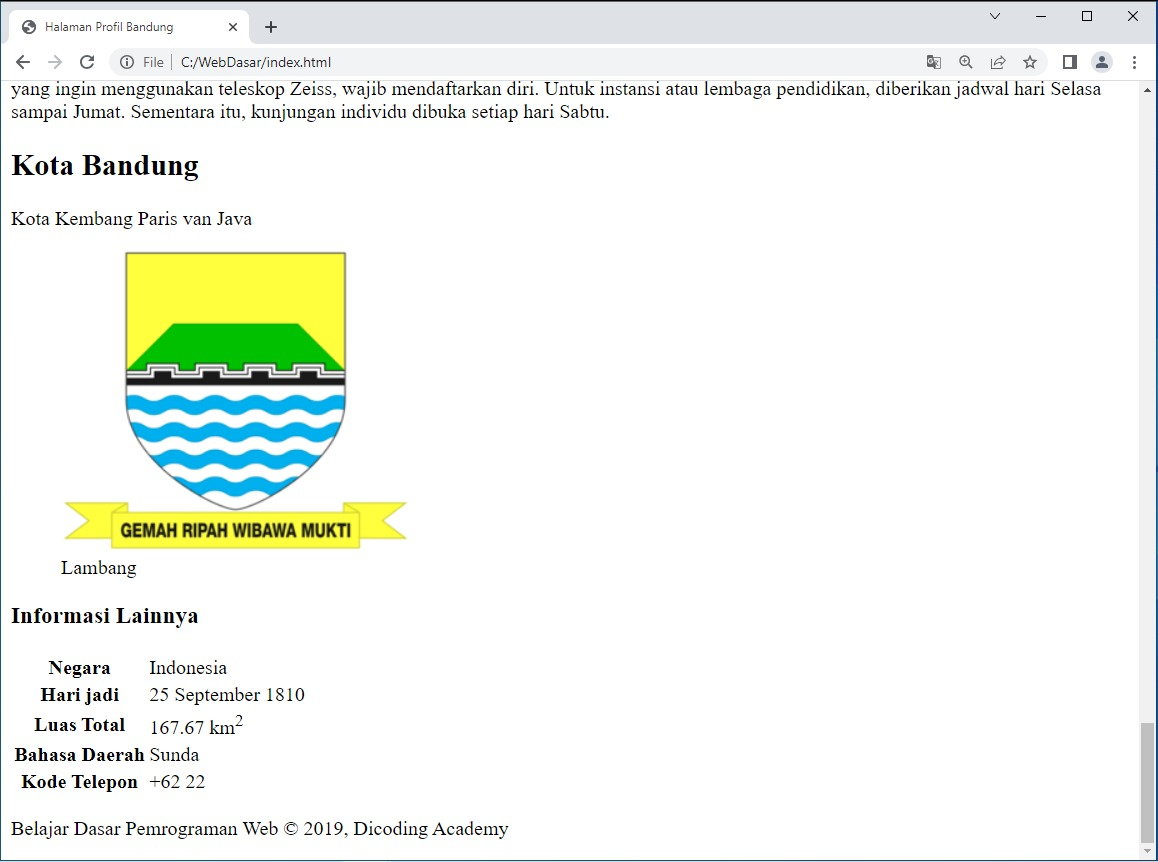 Halaman Profil Bandung
File C:/WebDasar/index.html
yang ingin menggunakan teleskop Zeiss, wajib mendaftarkan diri. Untuk instansi atau lembaga pendidikan, diberikan jadwal hari Selasa
sampai Jumat. Sementara itu, kunjungan individu dibuka setiap hari Sabtu.
Kota Bandung
Kota Kembang Paris van Java
GEMAH RIPAH WIBAWA MUKTI
Lambang
Informasi Lainnya
Negara Indonesia
Hari jadi 25 September 1810
Luas Total 167.67 km²
Bahasa Daerah Sunda
Kode Telepon +62 22
Belajar Dasar Pemrograman Web © 2019, Dicoding Academy